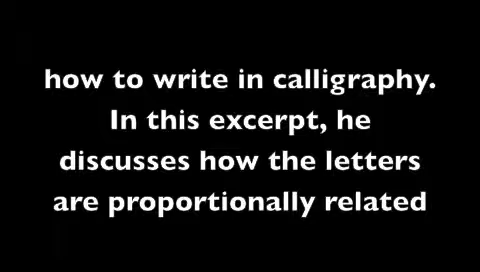 how to write in calligraphy.
In this excerpt, he
discusses how the letters
are proportionally related